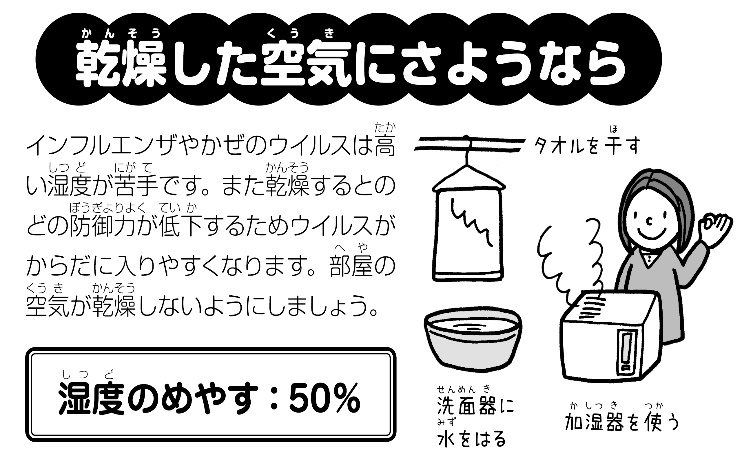 乾燥した空気にさようなら
インフルエンザやかぜのウイルスは高
い湿度が苦手です。また乾燥するとの
どの防御力が低下するためウイルスが
からだに入りやすくなります。部屋の
空気が乾燥しないようにしましょう。
湿度のめやす：50%
タオルを干す
洗面器に
水をはる
加湿器を使う